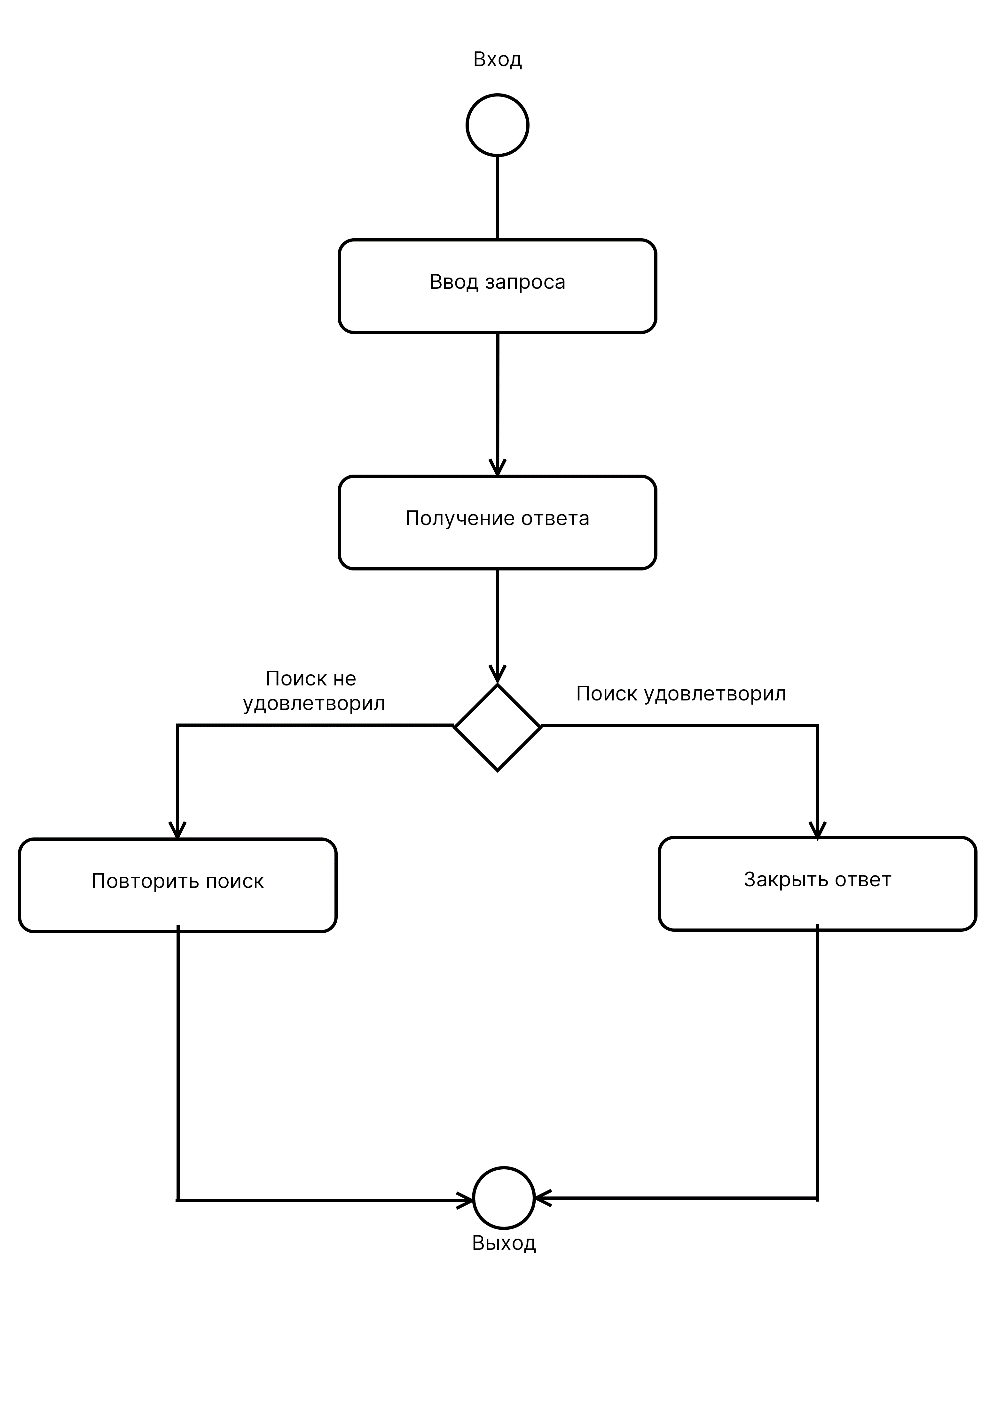 Вход
Ввод запроса
Получение ответа
Поиск не
удовлетворил
Поиск удовлетворил
Повторить поиск
Закрыть ответ
Выход